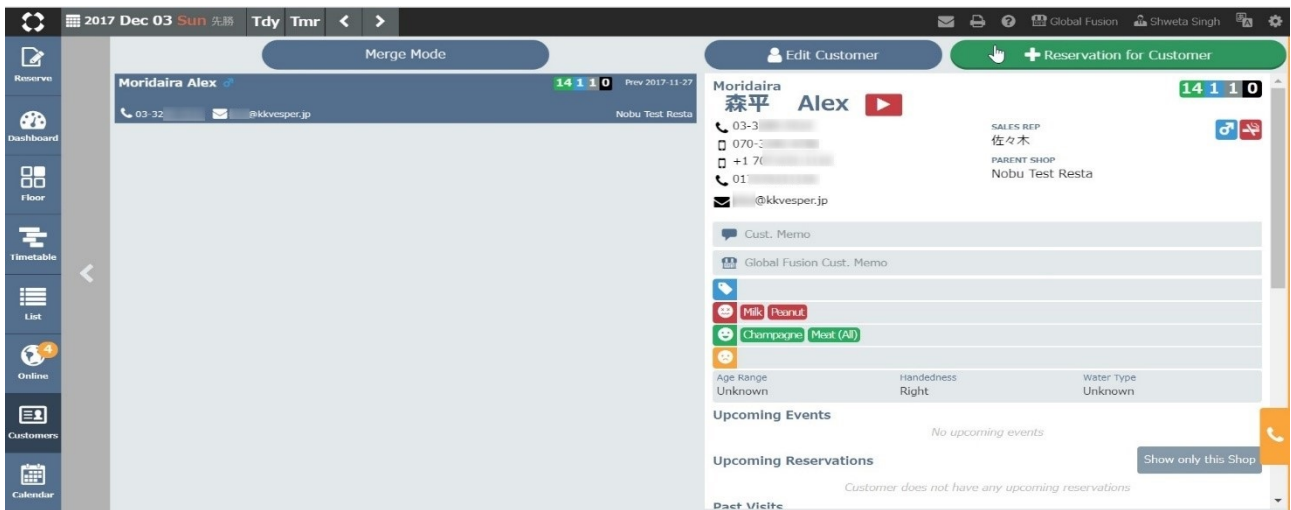 2017 Dec 03 Sun 先勝 Tdy Tmr
Global Fusion Shweta Singh
Reserve
Dashboard
Floor
Timetable
List
4
Online
Customers
Calendar
Merge Mode
Moridaira Alex 14 1 1 0 Prev 2017-11-27
03-32 @kkvesper.jp Nobu Test Resta
Edit Customer
Reservation for Customer
Moridaira 14 1 1 0
森平 Alex
03-3
070-
+1 70
01
@kkvesper.jp
SALES REP
佐々木
PARENT SHOP
Nobu Test Resta
Cust. Memo
Global Fusion Cust. Memo
Milk Peanut
Champagne Meat (All)
Age Range Handedness Water Type
Unknown Right Unknown
Upcoming Events
No upcoming events
Upcoming Reservations Show only this Shop
Customer does not have any upcoming reservations
Past Visits